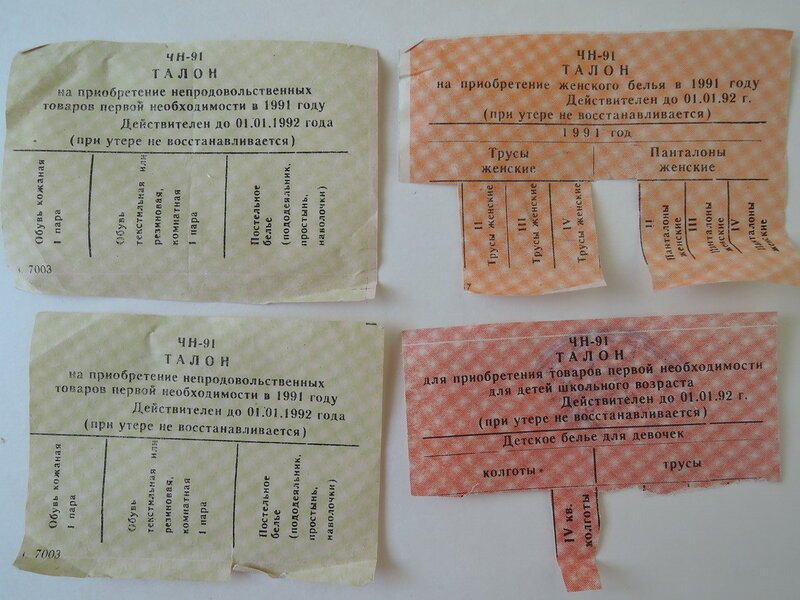 ЧН-91
ТАЛОН
на приобретение непродовольственных
товаров первой необходимости в 1991 году
Действителен до 01.01.1992 года
(при утере не восстанавливается)
Обувь кожаная
1 пара
Обувь
текстильная или
резиновая,
комнатная
1 пара
Постельное
белье
(пододеяльник,
простынь,
наволочки)
7003
ЧН-91
ТАЛОН
на приобретение женского белья в 1991 году
Действителен до 01.01.92 г.
(при утере не восстанавливается)
1991 год
Трусы
женские
Панталоны
женские
II
Трусы женские
III
Трусы женские
IV
Трусы женские
II
Панталоны
женские
III
Панталоны
женские
IV
Панталоны
женские
7
ЧН-91
ТАЛОН
на приобретение непродовольственных
товаров первой необходимости в 1991 году
Действителен до 01.01.1992 года
(при утере не восстанавливается)
Обувь кожаная
1 пара
Обувь
текстильная или
резиновая,
комнатная
1 пара
Постельное
белье
(пододеяльник,
простынь,
наволочки)
7003
ЧН-91
ТАЛОН
для приобретения товаров первой необходимости
для детей школьного возраста
Действителен до 01.01.92 г.
(при утере не восстанавливается)
Детское белье для девочек
колготы
трусы
IV кв.
колготы